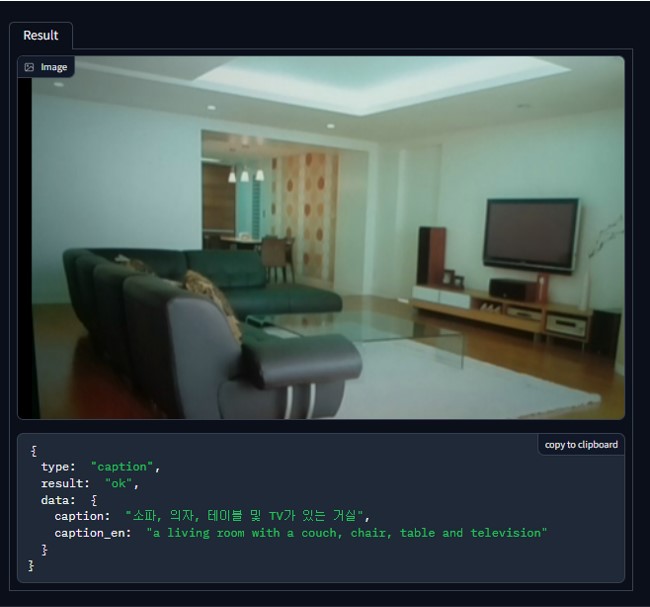 Result
Image
copy to clipboard
{
type: "caption",
result: "ok",
data: {
caption: "소파, 의자, 테이블 및 TV가 있는 거실",
caption_en: "a living room with a couch, chair, table and television"
}
}